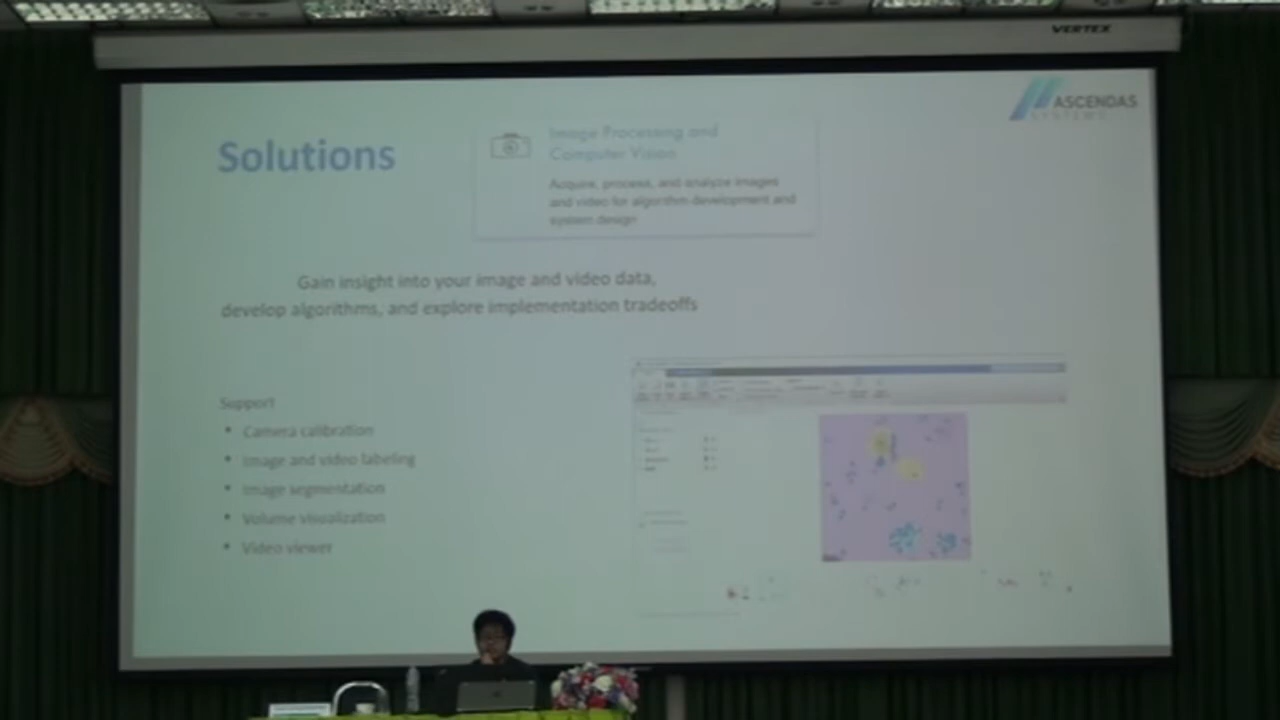 VERTEX
ASCENDAS
SYSTEMS
Solutions
Image Processing and
Computer Vision
Acquire, process, and analyze images
and video for algorithm development and
system design
Gain insight into your image and video data,
develop algorithms, and explore implementation tradeoffs
Support
• Camera calibration
• Image and video labeling
• Image segmentation
• Volume visualization
• Video viewer